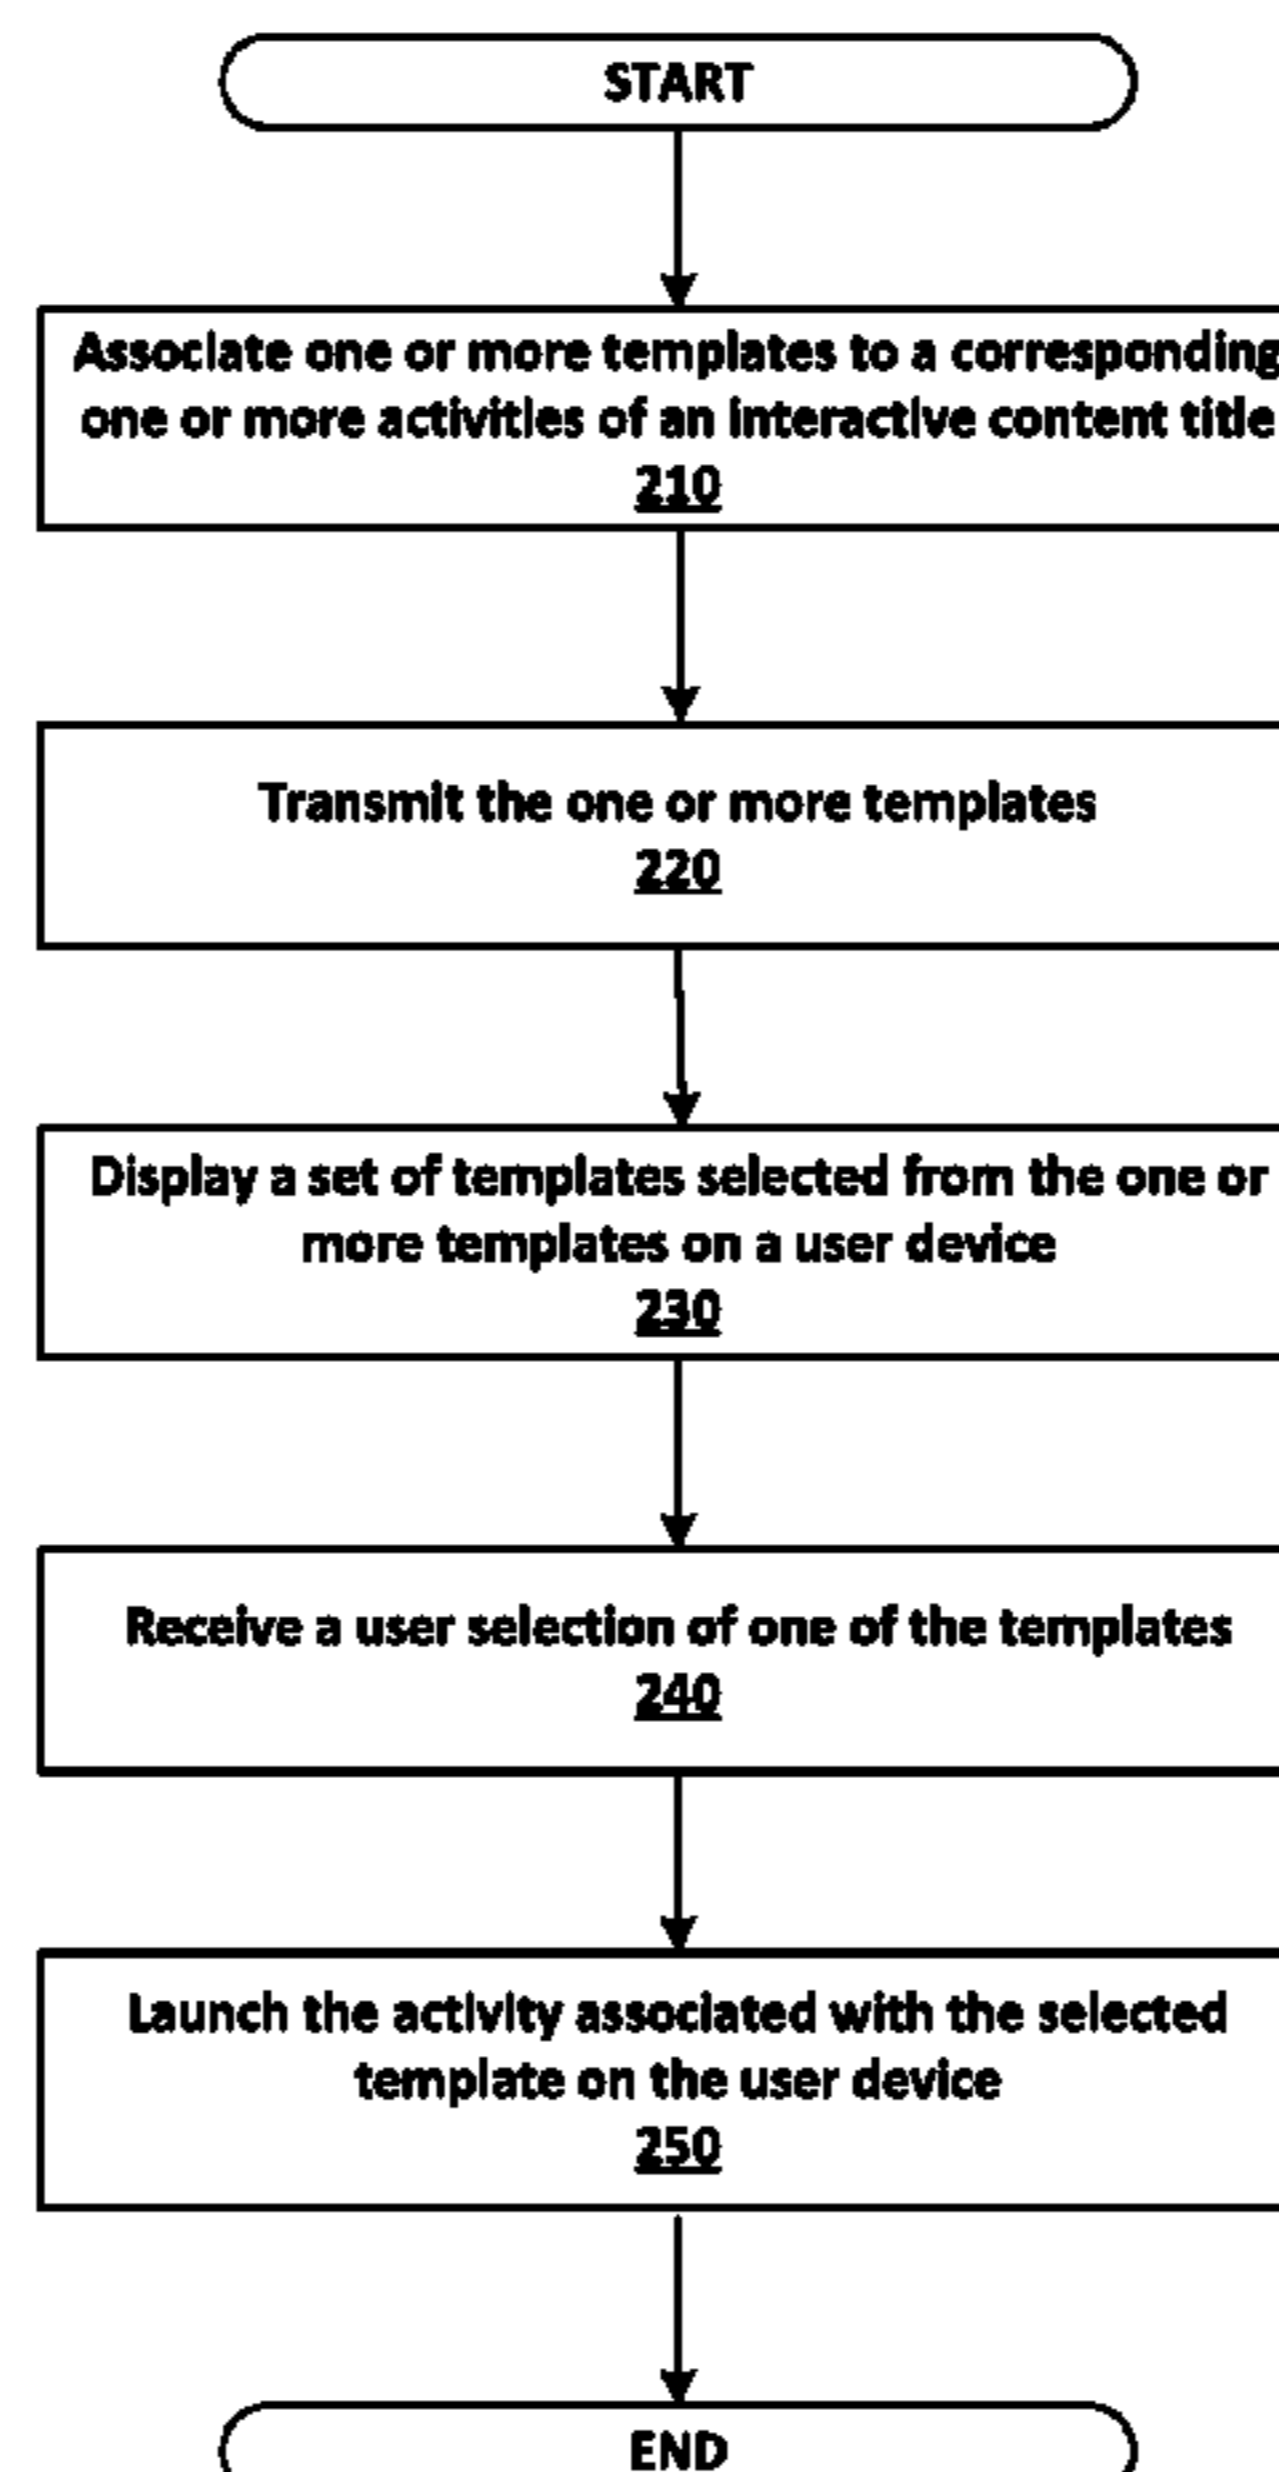 START
Associate one or more templates to a corresponding
one or more activities of an interactive content title
210
Transmit the one or more templates
220
Display a set of templates selected from the one or
more templates on a user device
230
Receive a user selection of one of the templates
240
Launch the activity associated with the selected
template on the user device
250
END